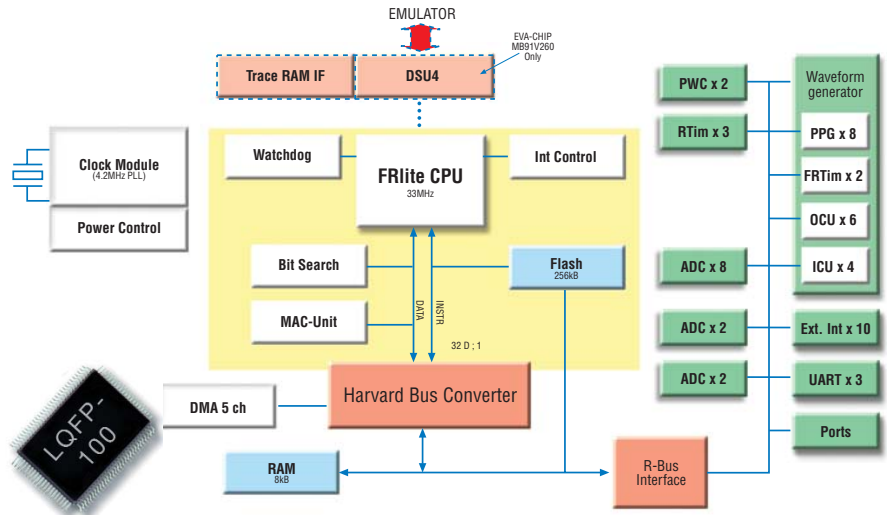 EMULATOR
EVA-CHIP
MB91V260
Only
Trace RAM IF
DSU4
PWC x 2
Waveform
generator
RTim x 3
PPG x 8
Clock Module
(4.2MHz PLL)
Watchdog
FRlite CPU
33MHz
Int Control
FRTim x 2
Power Control
OCU x 6
Bit Search
Flash
256kB
ADC x 8
ICU x 4
DATA
INSTR
MAC-Unit
32 D ; 1
ADC x 2
Ext. Int x 10
Harvard Bus Converter
DMA 5 ch
ADC x 2
UART x 3
LQFP-
100
Ports
RAM
8kB
R-Bus
Interface